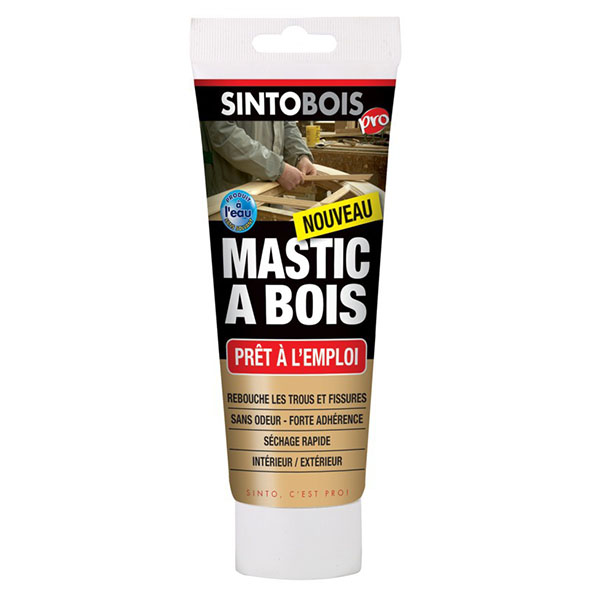 SINTOBOIS
pro
PRODUIT
à
l'eau
NOUVEAU
MASTIC
A BOIS
PRÊT À L'EMPLOI
REBOUCHE LES TROUS ET FISSURES
SANS ODEUR - FORTE ADHÉRENCE
SÉCHAGE RAPIDE
INTÉRIEUR / EXTÉRIEUR
SINTO, C'EST PRO!